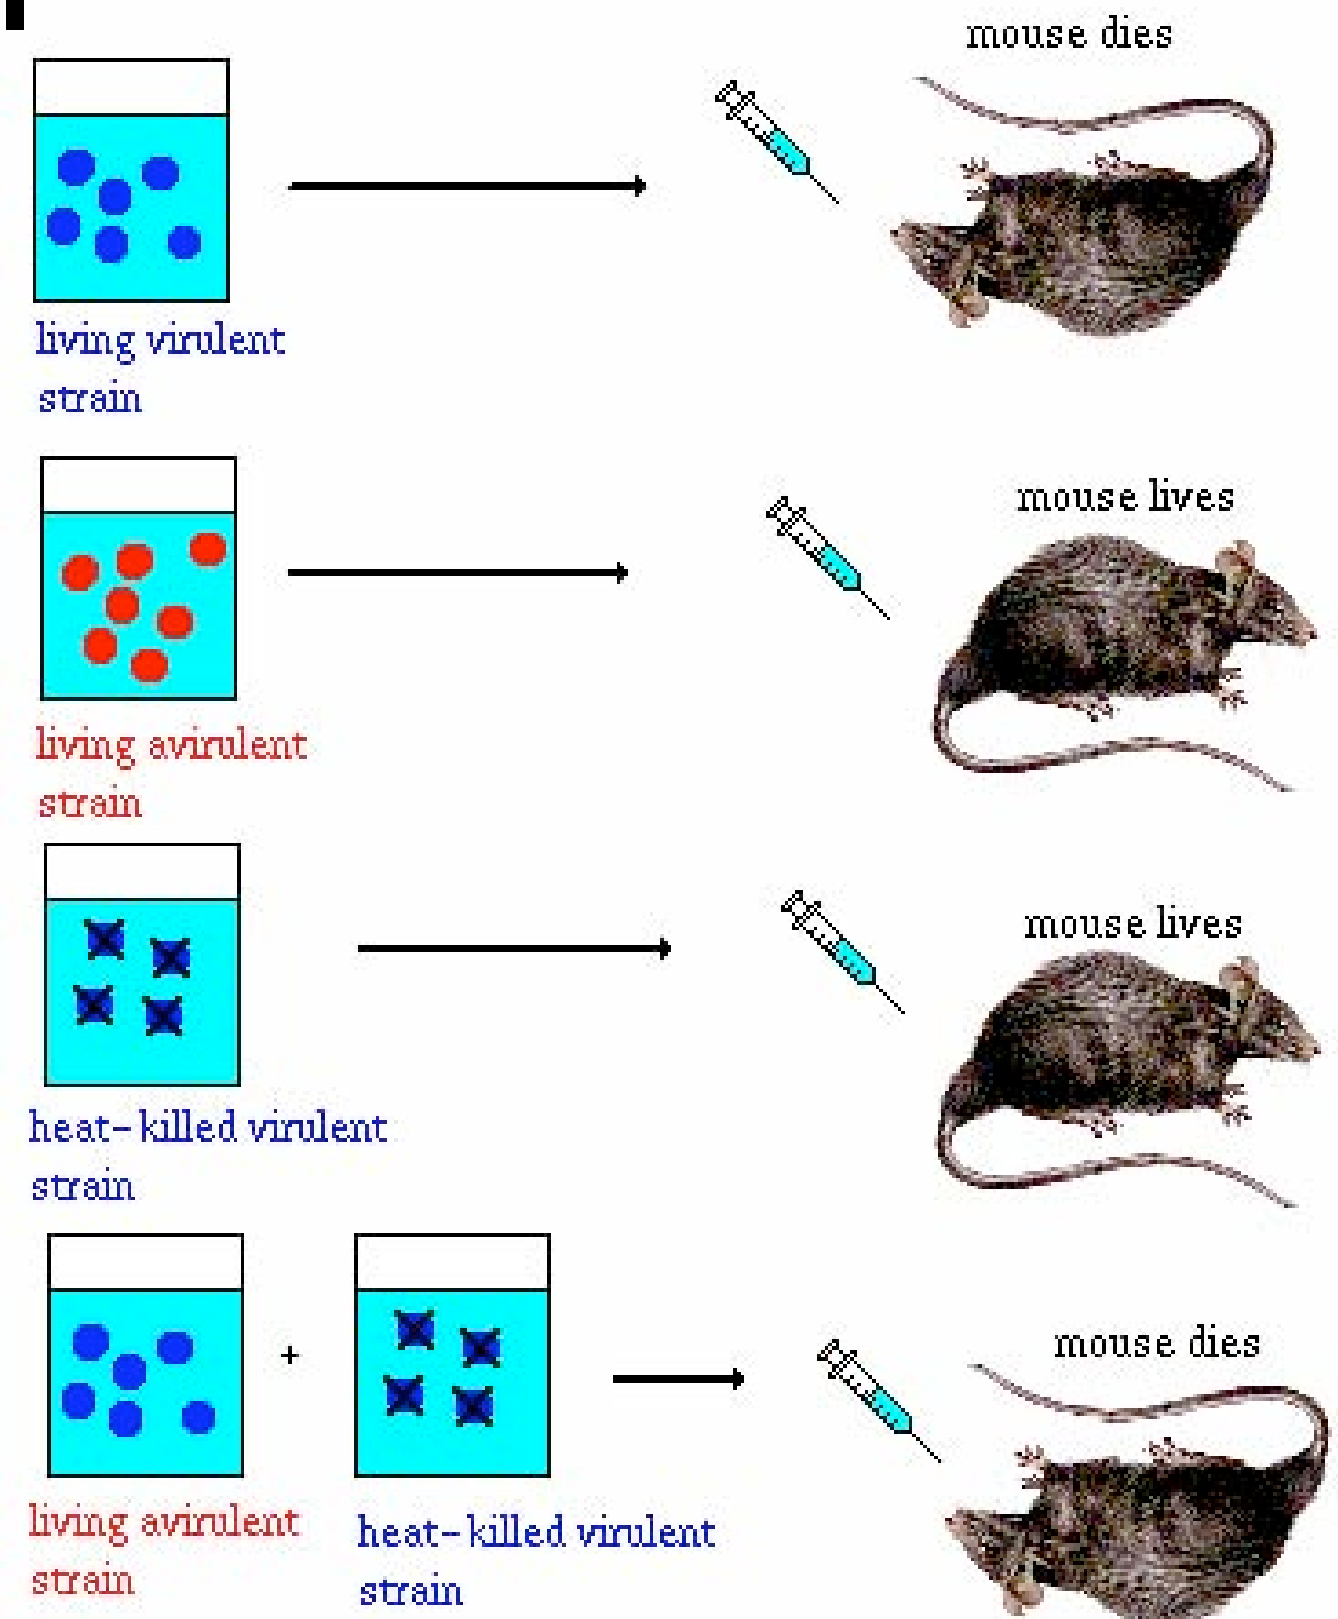 mouse dies
living virulent
strain
mouse lives
living avirulent
strain
mouse lives
heat-killed virulent
strain
+
mouse dies
living avirulent
strain
heat-killed virulent
strain